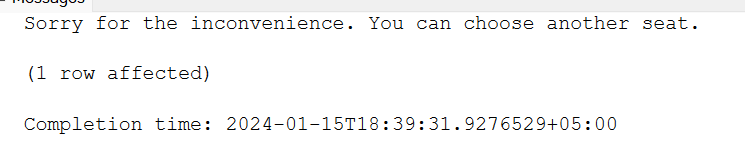 Messages
Sorry for the inconvenience. You can choose another seat.
(1 row affected)
Completion time: 2024-01-15T18:39:31.9276529+05:00